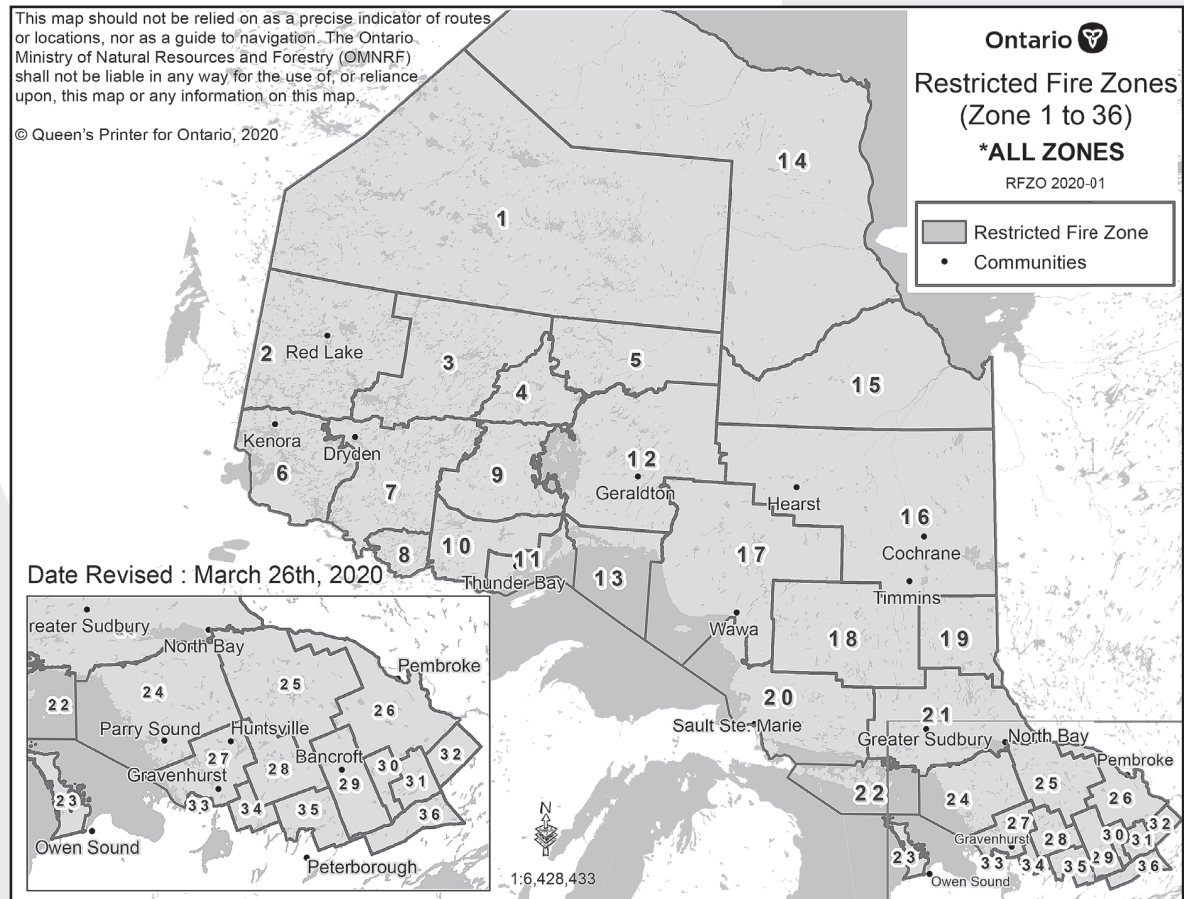 This map should not be relied on as a precise indicator of routes
or locations, nor as a guide to navigation. The Ontario
Ministry of Natural Resources and Forestry (OMNRF)
shall not be liable in any way for the use of, or reliance
upon, this map or any information on this map.
© Queen's Printer for Ontario, 2020
Ontario
Restricted Fire Zones
(Zone 1 to 36)
*ALL ZONES
RFZO 2020-01
Restricted Fire Zone
Communities
14
1
2
Red Lake
3
4
5
15
Kenora
6
Dryden
7
9
12
Geraldton
Hearst
16
Cochrane
8
10
11
Thunder Bay
13
17
Timmins
Wawa
18
19
20
Sault Ste. Marie
21
Greater Sudbury
North Bay
22
Pembroke
24
25
26
27
Gravenhurst
28
30
32
31
23
33
34
35
29
36
Owen Sound
Date Revised : March 26th, 2020
reater Sudbury
North Bay
Pembroke
22
24
25
26
Parry Sound
Huntsville
27
Bancroft
32
28
30
Gravenhurst
29
31
23
33
34
35
36
Owen Sound
Peterborough
N
1:6,428,433